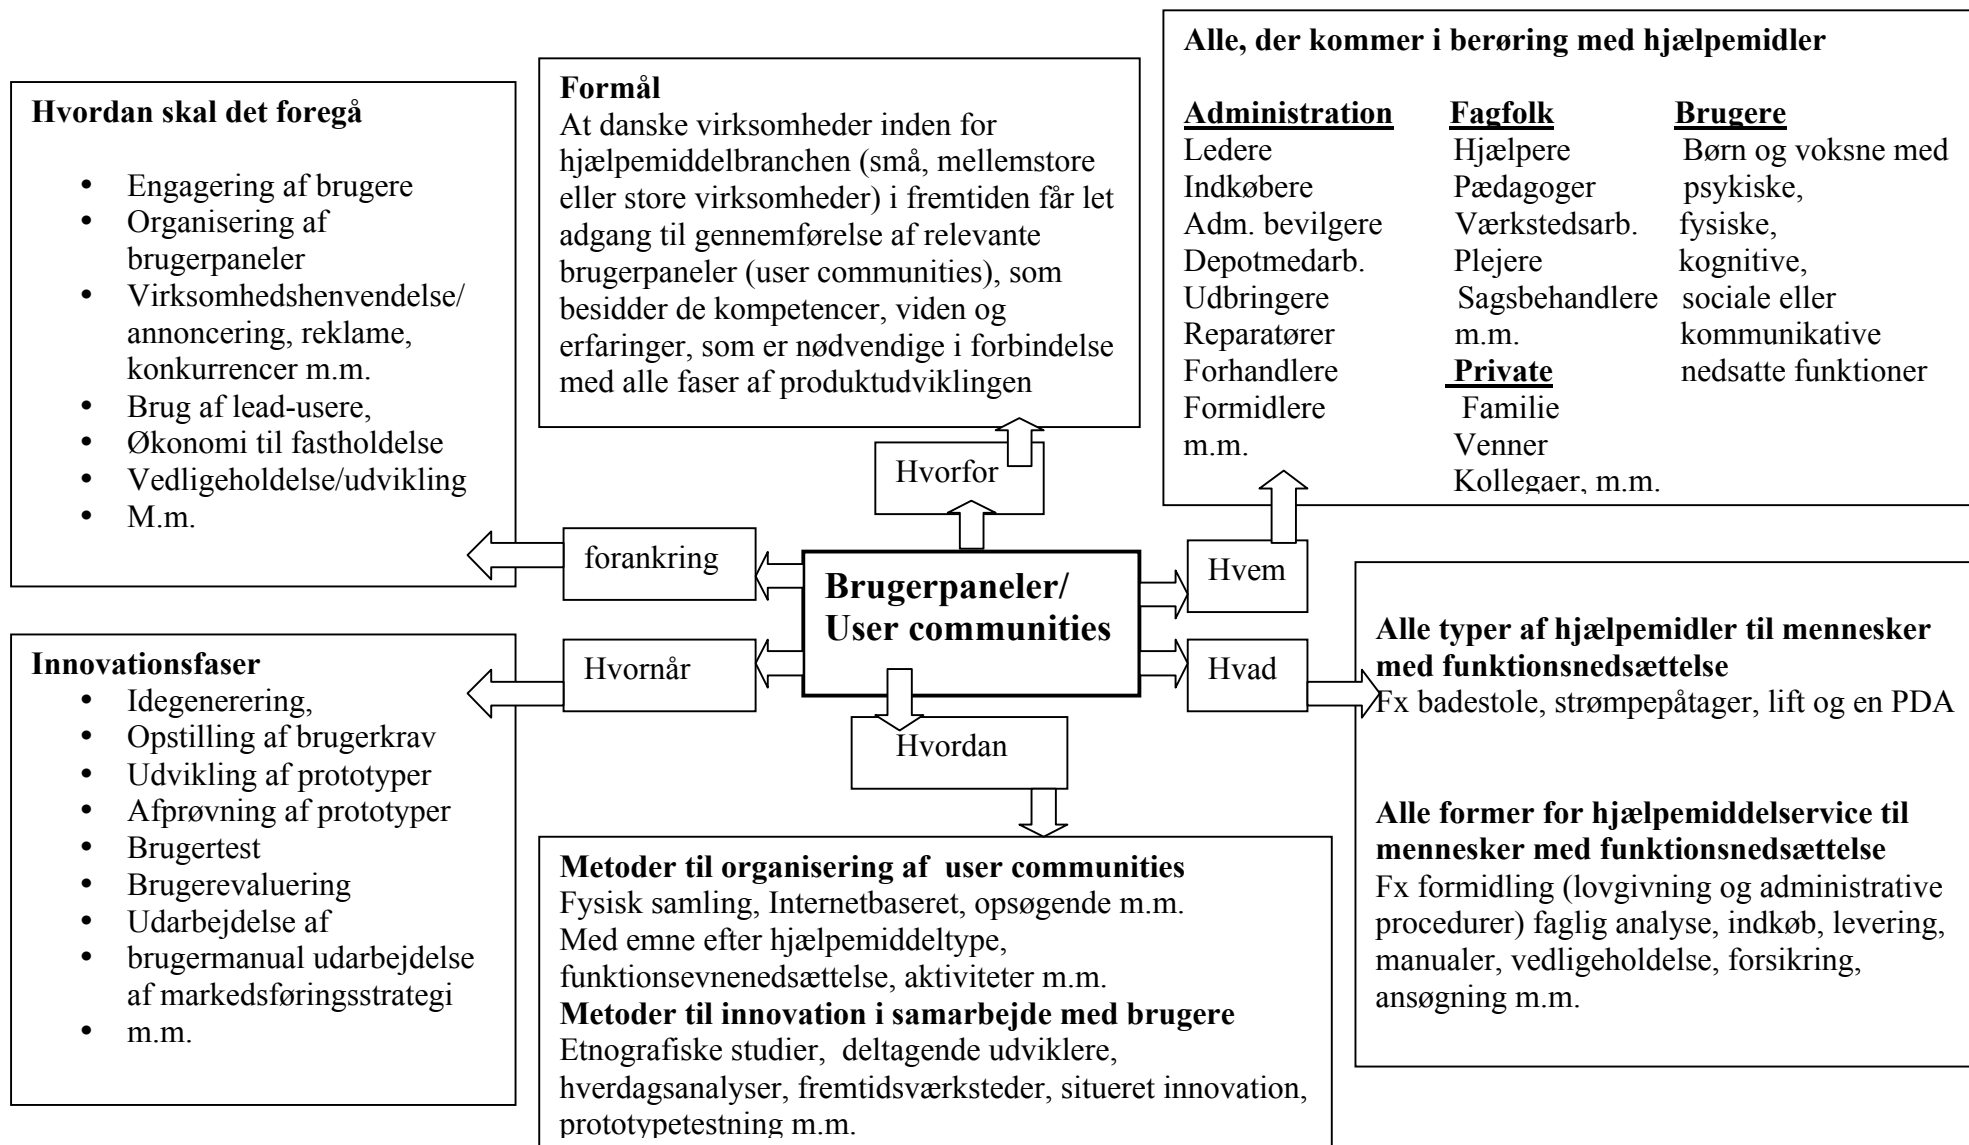 Hvordan skal det foregå
• Engagering af brugere
• Organisering af
brugerpaneler
• Virksomhedshenvendelse/
annoncering, reklame,
konkurrencer m.m.
• Brug af lead-usere,
• Økonomi til fastholdelse
• Vedligeholdelse/udvikling
• M.m.
Formål
At danske virksomheder inden for
hjælpemiddelbranchen (små, mellemstore
eller store virksomheder) i fremtiden får let
adgang til gennemførelse af relevante
brugerpaneler (user communities), som
besidder de kompetencer, viden og
erfaringer, som er nødvendige i forbindelse
med alle faser af produktudviklingen
Alle, der kommer i berøring med hjælpemidler
Administration
Ledere
Indkøbere
Adm. bevilgere
Depotmedarb.
Udbringere
Reparatører
Forhandlere
Formidlere
m.m.
Fagfolk
Hjælpere
Pædagoger
Værkstedsarb.
Plejere
Sagsbehandlere
m.m.
Private
Familie
Venner
Kollegaer, m.m.
Brugere
Børn og voksne med
psykiske,
fysiske,
kognitive,
sociale eller
kommunikative
nedsatte funktioner
Hvorfor
forankring
Brugerpaneler/
User communities
Hvem
Hvornår
Hvad
Hvordan
Innovationsfaser
• Idegenerering,
• Opstilling af brugerkrav
• Udvikling af prototyper
• Afprøvning af prototyper
• Brugertest
• Brugerevaluering
• Udarbejdelse af
• brugermanual udarbejdelse
af markedsføringsstrategi
• m.m.
Metoder til organisering af user communities
Fysisk samling, Internetbaseret, opsøgende m.m.
Med emne efter hjælpemiddeltype,
funktionsevnenedsættelse, aktiviteter m.m.
Metoder til innovation i samarbejde med brugere
Etnografiske studier, deltagende udviklere,
hverdagsanalyser, fremtidsværksteder, situeret innovation,
prototypetestning m.m.
Alle typer af hjælpemidler til mennesker
med funktionsnedsættelse
Fx badestole, strømpepåtager, lift og en PDA
Alle former for hjælpemiddelservice til
mennesker med funktionsnedsættelse
Fx formidling (lovgivning og administrative
procedurer) faglig analyse, indkøb, levering,
manualer, vedligeholdelse, forsikring,
ansøgning m.m.